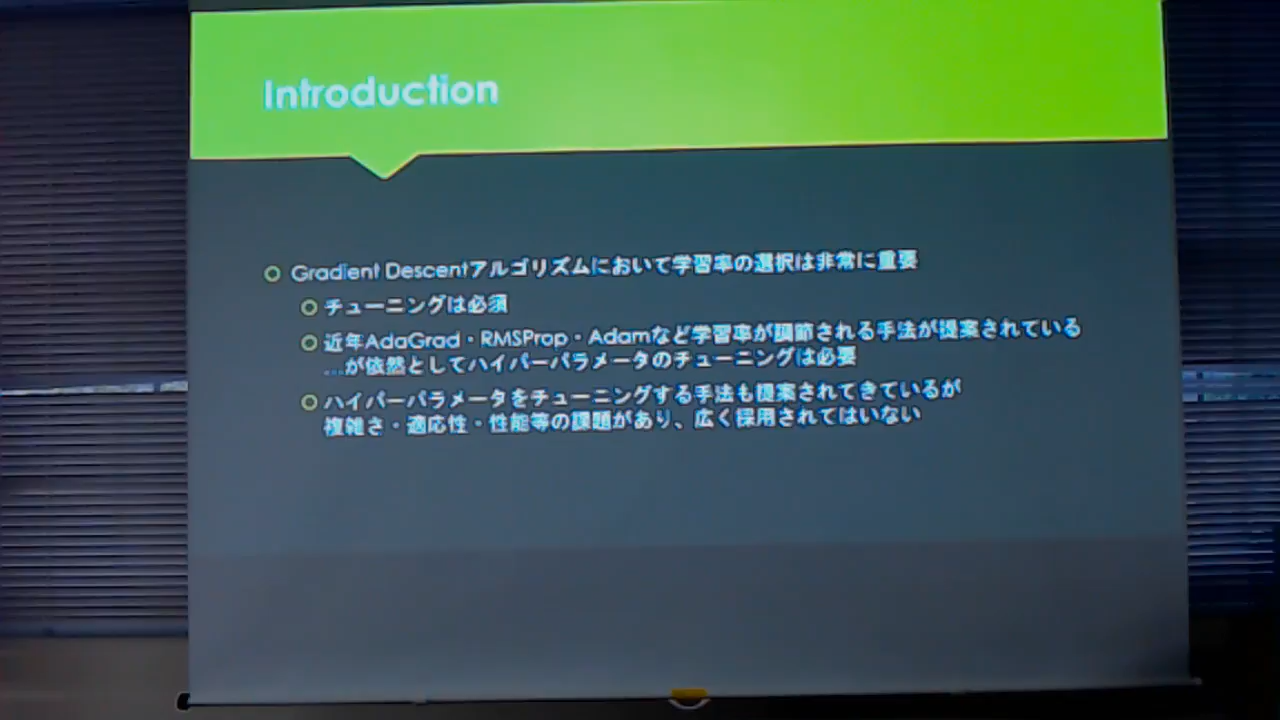 Introduction
Gradient Descentアルゴリズムにおいて学習率の選択は非常に重要
チューニングは必須
近年AdaGrad・RMSProp・Adamなど学習率が調節される手法が提案されている
…が依然としてハイパーパラメータのチューニングは必要
ハイパーパラメータをチューニングする手法も提案されてきているが
複雑さ・適応性・性能等の課題があり、広く採用されてはいない